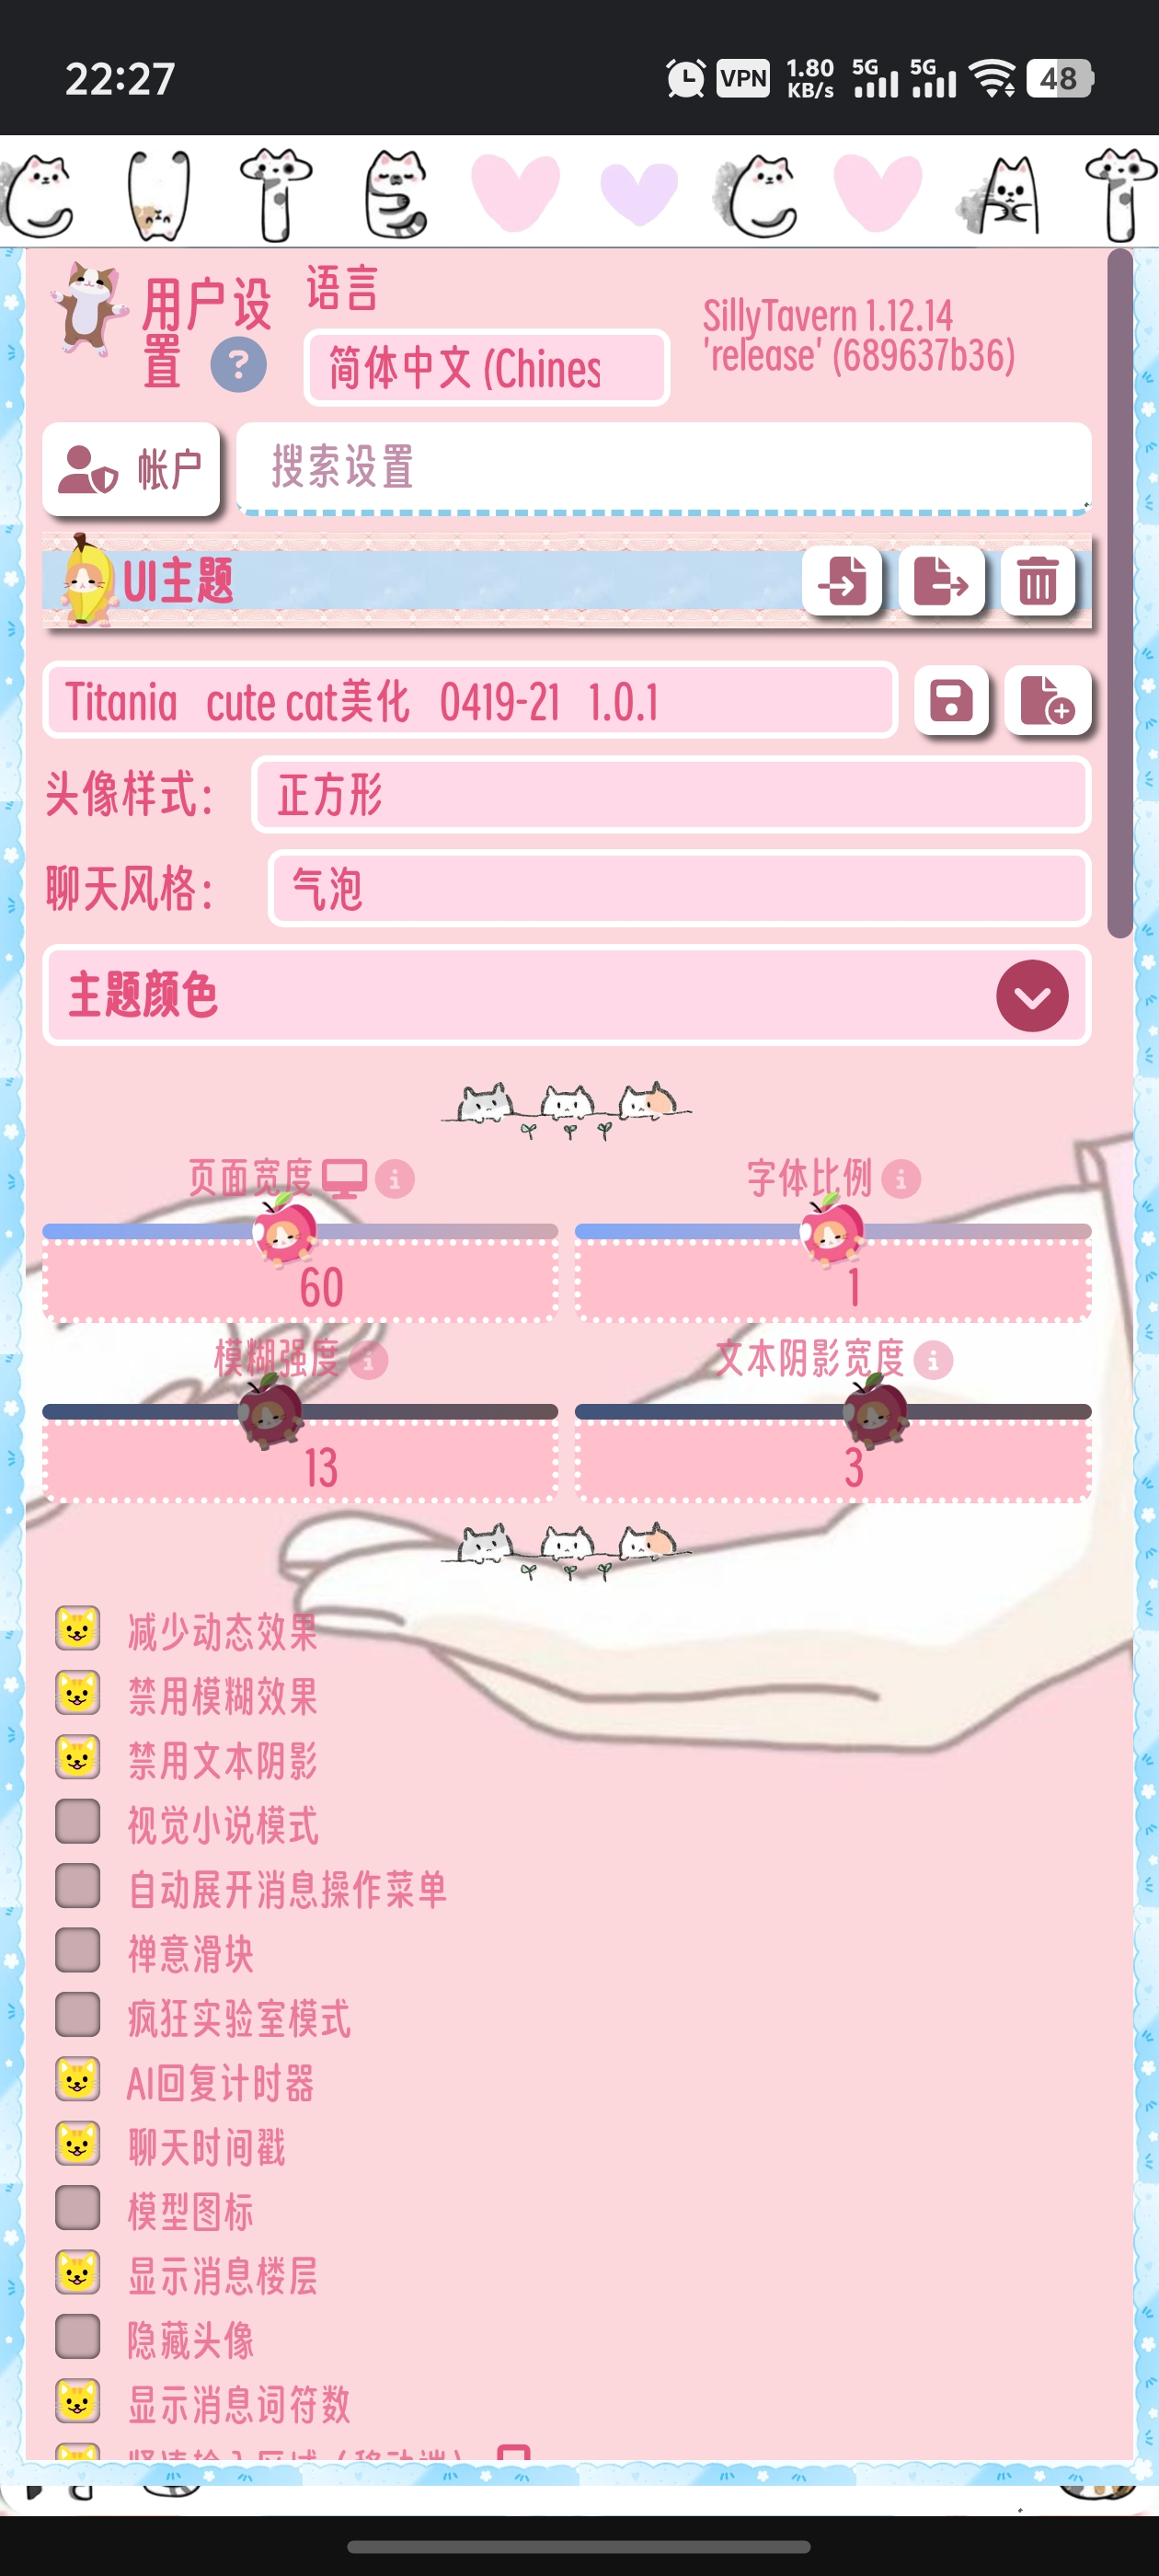 22:27
VPN
1.80
KB/s
5G
5G
48
用户设
置 ?
语言
简体中文 (Chines
SillyTavern 1.12.14
'release' (689637b36)
帐户
搜索设置
UI主题
Titania cute cat美化 0419-21 1.0.1
头像样式:
正方形
聊天风格:
气泡
主题颜色
页面宽度
字体比例
60
1
模糊强度
文本阴影宽度
13
3
减少动态效果
禁用模糊效果
禁用文本阴影
视觉小说模式
自动展开消息操作菜单
禅意滑块
疯狂实验室模式
AI回复计时器
聊天时间戳
模型图标
显示消息楼层
隐藏头像
显示消息词符数